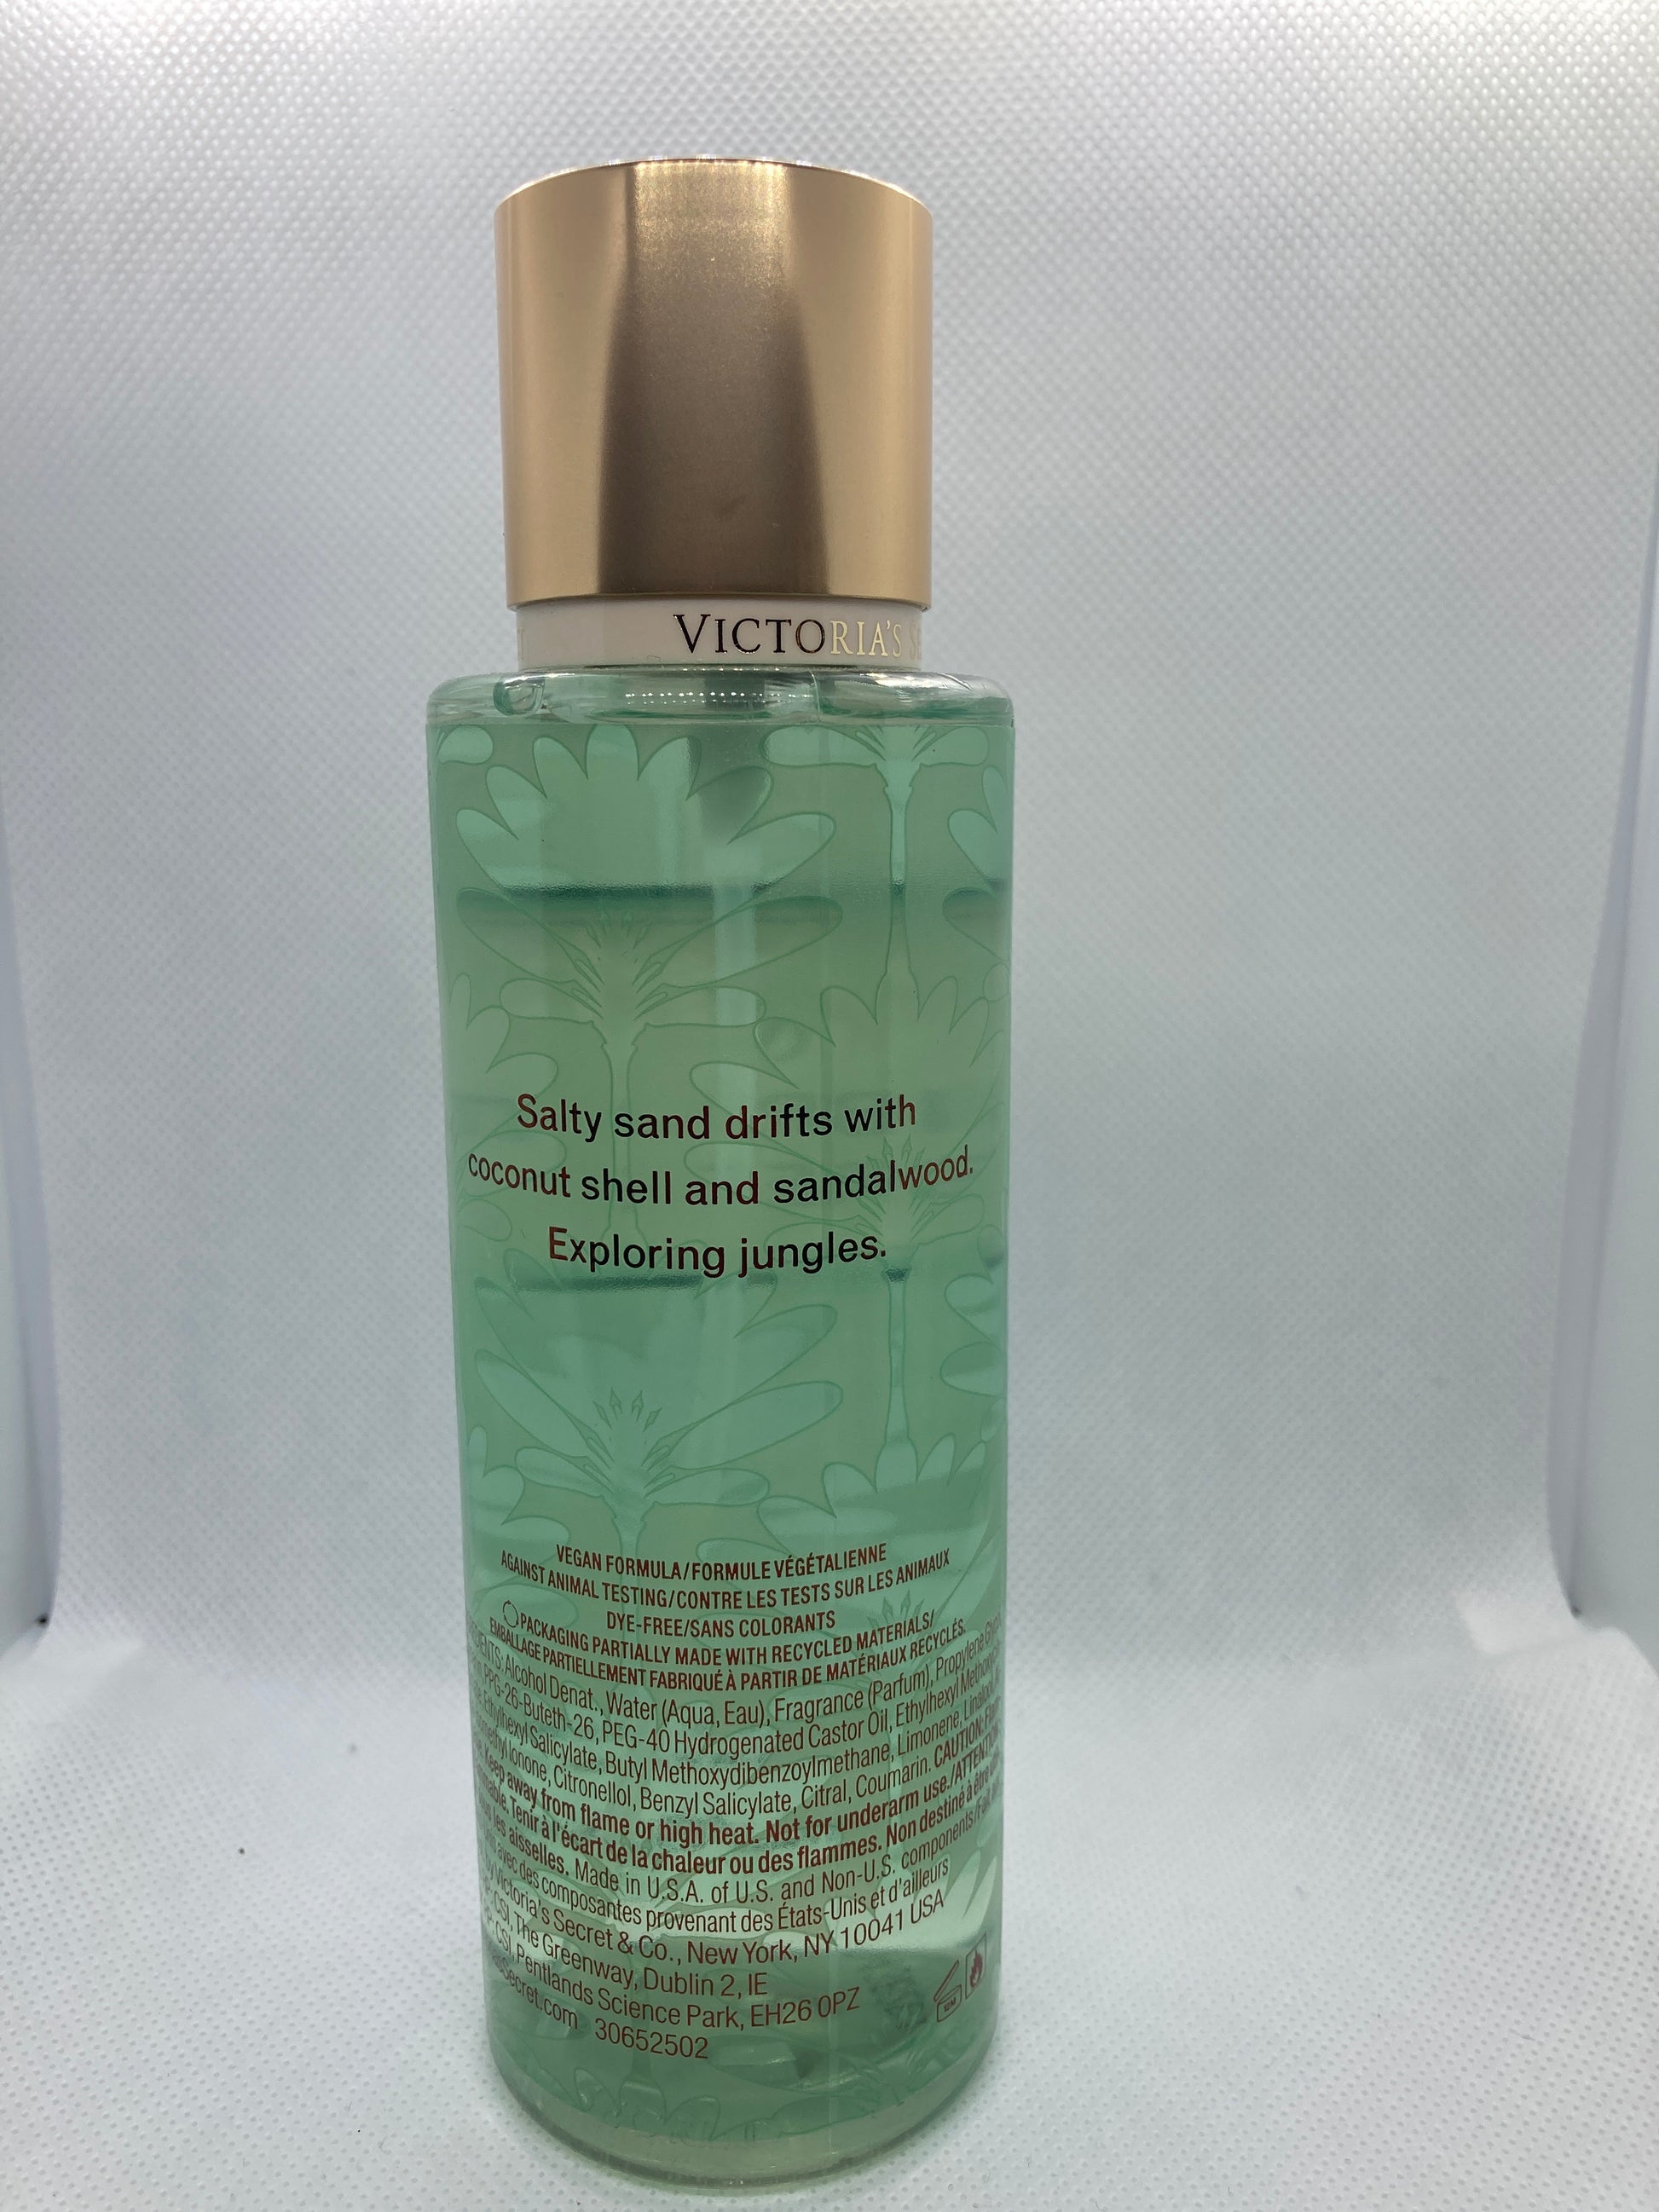 VICTORIA'S
Salty sand drifts with
coconut shell and sandalwood.
Exploring jungles.
VEGAN FORMULA/FORMULE VÉGÉTALIENNE
AGAINST ANIMAL TESTING/CONTRE LES TESTS SUR LES ANIMAUX
DYE-FREE/SANS COLORANTS
PACKAGING PARTIALLY MADE WITH RECYCLED MATERIALS/
EMBALLAGE PARTIELLEMENT FABRIQUÉ À PARTIR DE MATÉRIAUX RECYCLÉS.
Alcohol Denat., Water (Aqua, Eau), Fragrance (Parfum), Propylene
PPG-26-Buteth-26, PEG-40 Hydrogenated Castor Oil, Ethylhexyl
Ethylhexyl Salicylate, Butyl Methoxydibenzoylmethane, Limonene, Linalool,
Ionone, Citronellol, Benzyl Salicylate, Citral, Coumarin. CAUTION:
Keep away from flame or high heat. Not for underarm use./ATTENTION:
Tenir à l'écart de la chaleur ou des flammes. Non destiné à être
les aisselles. Made in U.S.A. of U.S. and Non-U.S. components/
avec des composantes provenant des États-Unis et d'ailleurs
Victoria's Secret & Co., New York, NY 10041 USA
CSI, The Greenway, Dublin 2, IE
CSI, Pentlands Science Park, EH26 0PZ
30652502